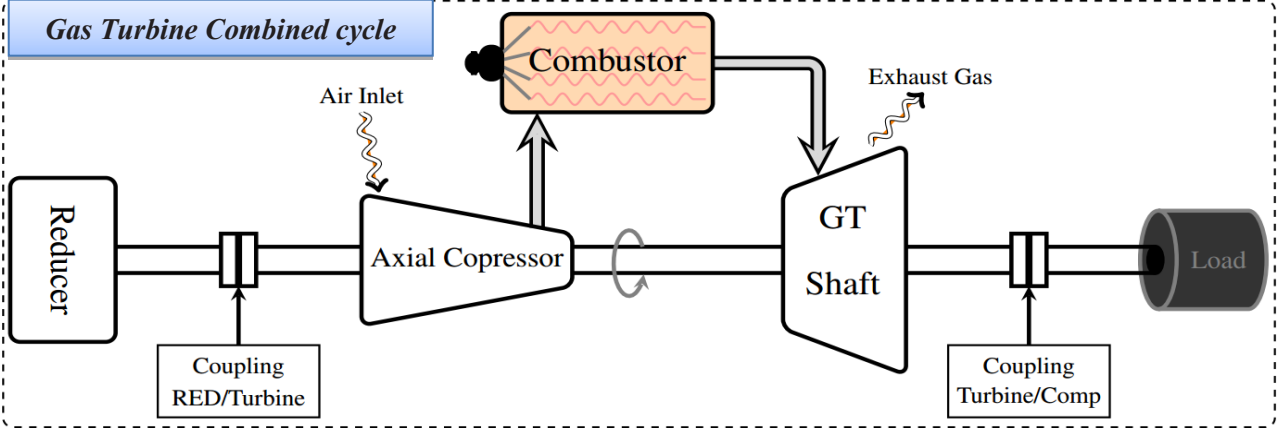 Gas Turbine Combined cycle
Combustor
Air Inlet
Exhaust Gas
Reducer
Axial Copressor
GT
Shaft
Load
Coupling
RED/Turbine
Coupling
Turbine/Comp